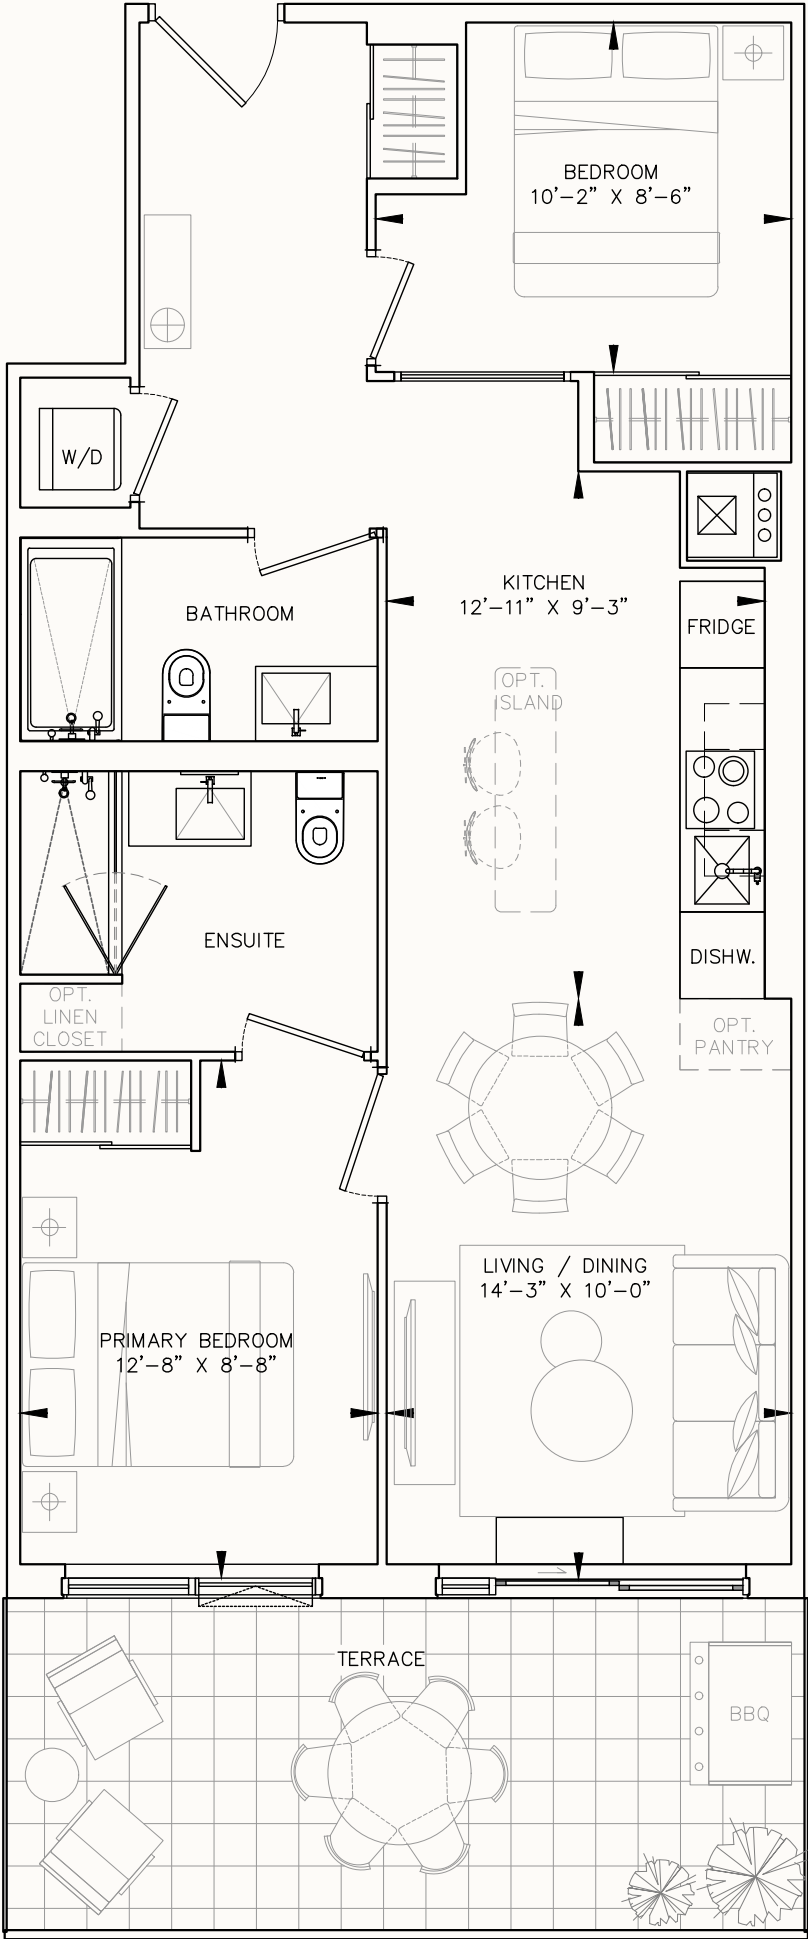 BEDROOM
10'-2" X 8'-6"
W/D
KITCHEN
12'-11" X 9'-3"
BATHROOM
FRIDGE
OPT.
ISLAND
ENSUITE
DISHW.
OPT.
LINEN
CLOSET
OPT.
PANTRY
LIVING / DINING
14'-3" X 10'-0"
PRIMARY BEDROOM
12'-8" X 8'-8"
TERRACE
BBQ